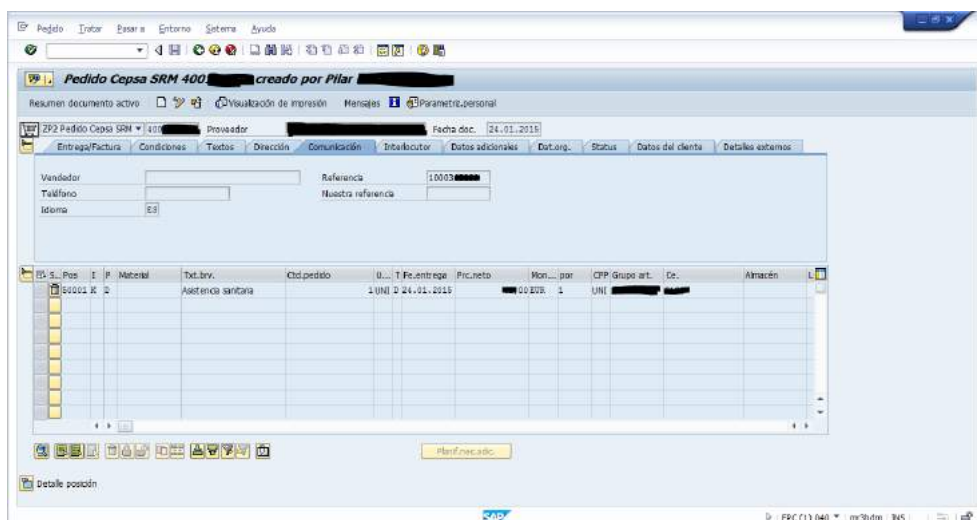 Pedido Tratar Pasar a Entorno Sistema Ayuda
Pedido Cepsa SRM 400 creado por Pilar
Resumen documento activo Visualización de impresión Mensajes Parametriz.personal
ZP2 Pedido Cepsa SRM 400 Proveedor Fecha doc. 24.01.2015
Entrega/Factura Condiciones Textos Dirección Comunicación Interlocutor Datos adicionales Dat.org. Status Datos del cliente Detalles externos
Vendedor Referencia 10003
Teléfono Nuestra referencia
Idioma ES
S.. Pos I P Material Txt.brv. Ctd.pedido U... T Fe.entrega Prc.neto Mon... por CPP Grupo art. Ce. Almacén L
50001 K D Asistencia sanitaria 1 UNI D 24.01.2015 00 EUR 1 UNI
Planif.nec.adic.
Detalle posición
SAP ERC (1) 040 INS